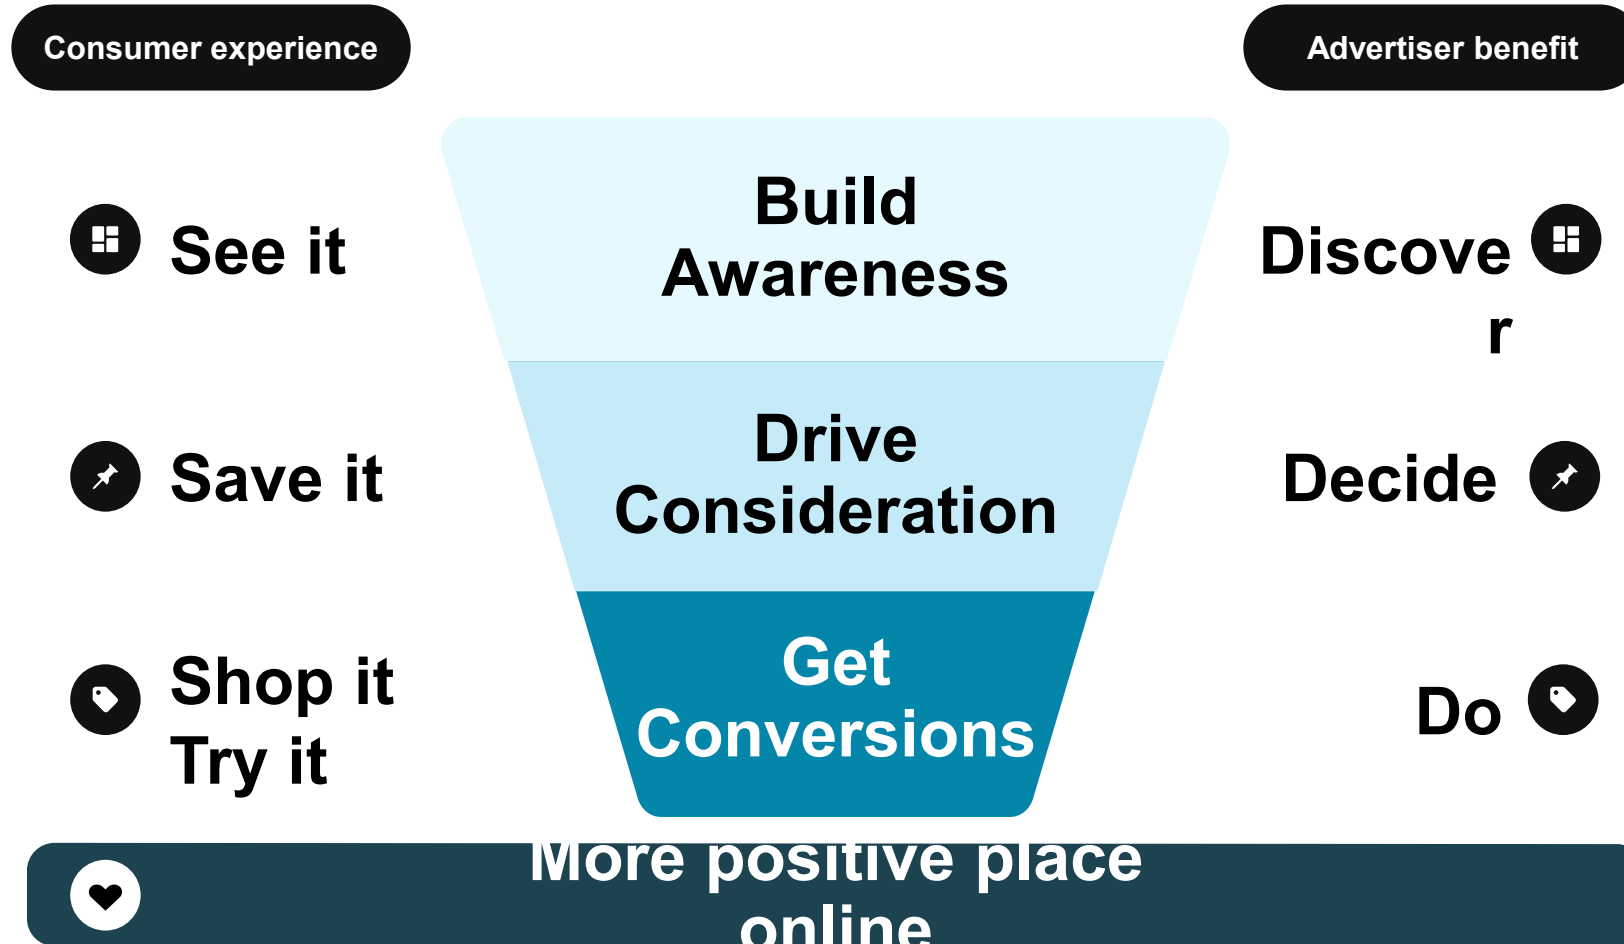 Consumer experience
Advertiser benefit
See it
Build
Awareness
Discove
r
Save it
Drive
Consideration
Decide
Shop it
Try it
Get
Conversions
Do
More positive place
online